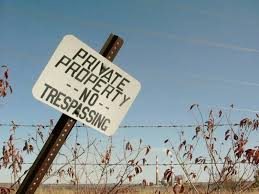 PRIVATE
PROPERTY
--NO--
TRESPASSING